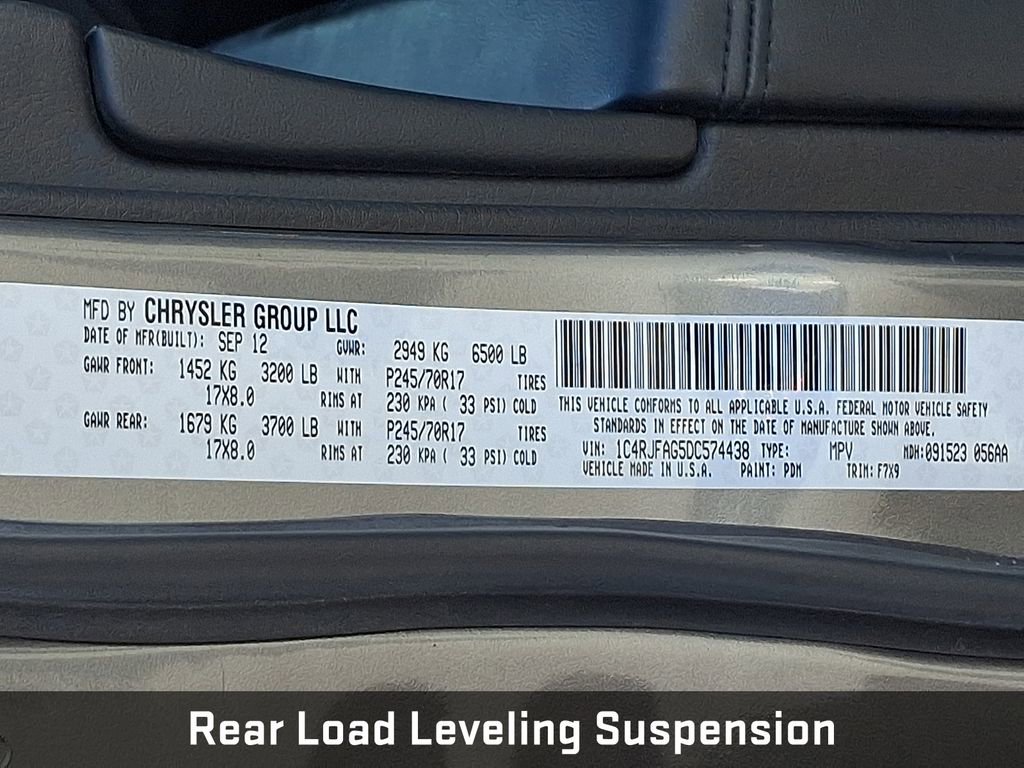 MFD BY CHRYSLER GROUP LLC
DATE OF MFR(BUILT): SEP 12 GVWR: 2949 KG 6500 LB
GAWR FRONT: 1452 KG 3200 LB WITH P245/70R17 TIRES
17X8.0 RIMS AT 230 KPA ( 33 PSI) COLD
GAWR REAR: 1679 KG 3700 LB WITH P245/70R17 TIRES
17X8.0 RIMS AT 230 KPA ( 33 PSI) COLD
THIS VEHICLE CONFORMS TO ALL APPLICABLE U.S.A. FEDERAL MOTOR VEHICLE SAFETY
STANDARDS IN EFFECT ON THE DATE OF MANUFACTURE SHOWN ABOVE.
VIN: 1C4RJFAG5DC574438 TYPE: MPV MDH:091523 056AA
VEHICLE MADE IN U.S.A. PAINT: PDM TRIM: F7X9
Rear Load Leveling Suspension